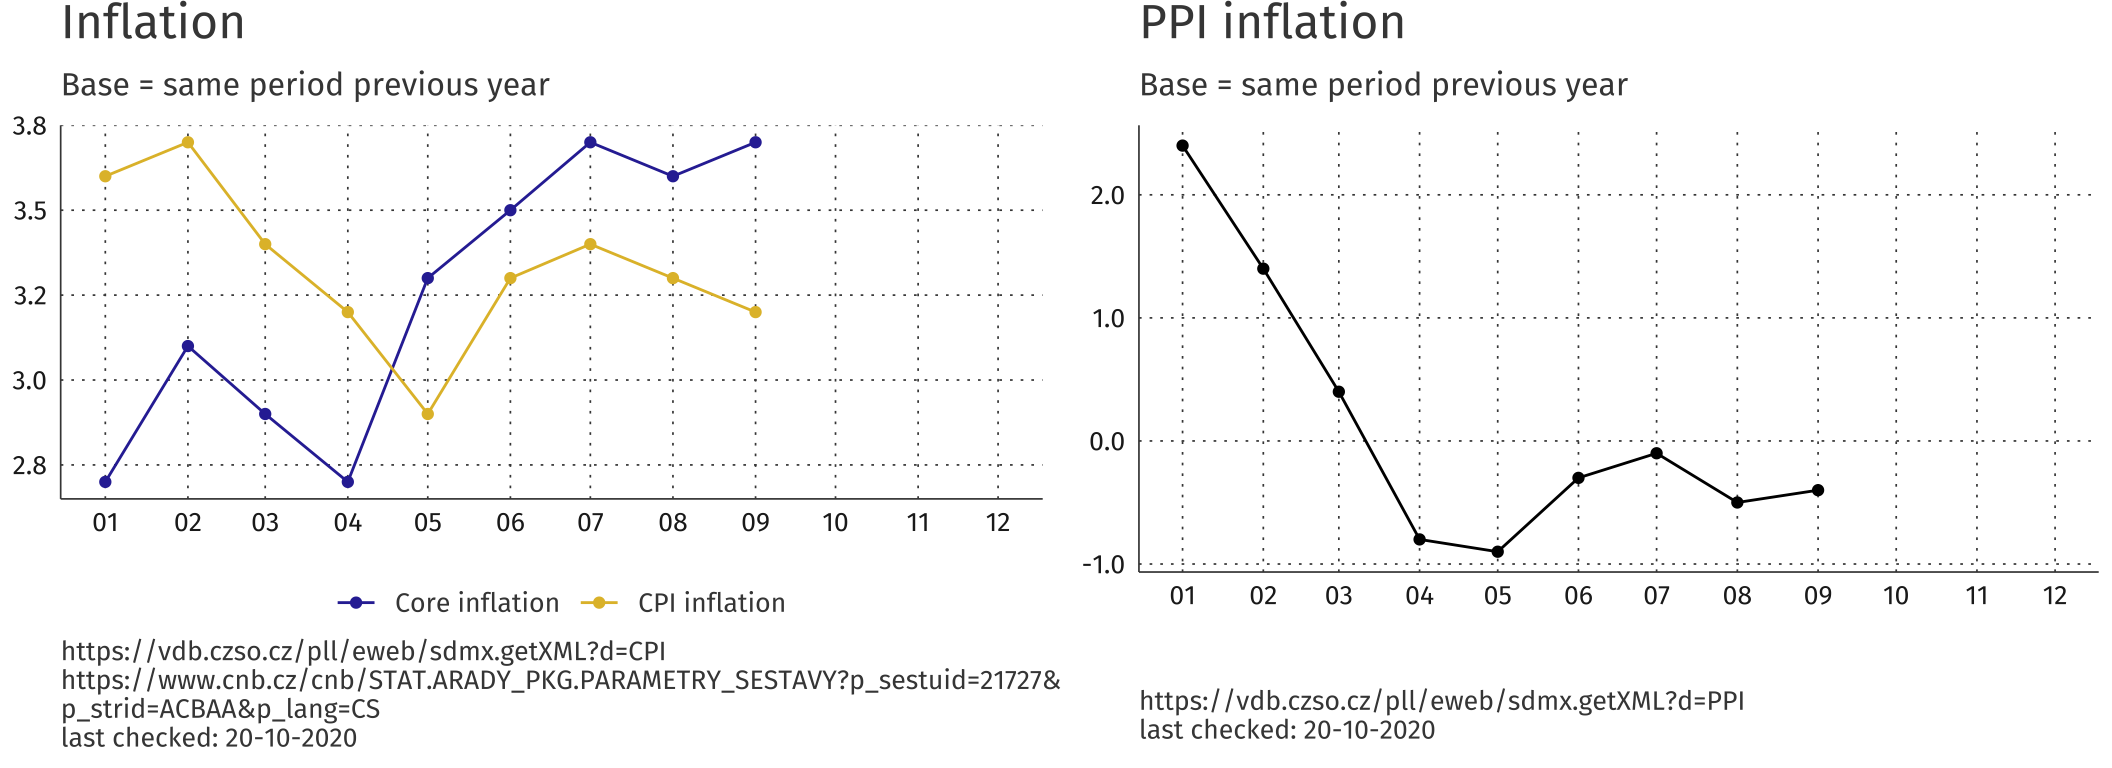 Inflation
Base = same period previous year
3.8
3.5
3.2
3.0
2.8
01 02 03 04 05 06 07 08 09 10 11 12
Core inflation CPI inflation
https://vdb.czso.cz/pll/eweb/sdmx.getXML?d=CPI
https://www.cnb.cz/cnb/STAT.ARADY_PKG.PARAMETRY_SESTAVY?p_sestuid=21727&
p_strid=ACBAA&p_lang=CS
last checked: 20-10-2020
PPI inflation
Base = same period previous year
2.0
1.0
0.0
-1.0
01 02 03 04 05 06 07 08 09 10 11 12
https://vdb.czso.cz/pll/eweb/sdmx.getXML?d=PPI
last checked: 20-10-2020